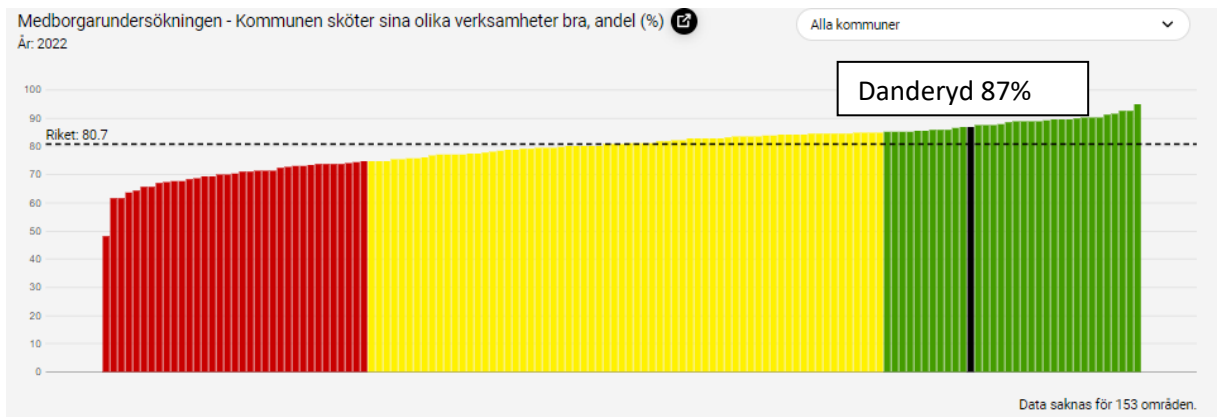 Medborgarundersökningen - Kommunen sköter sina olika verksamheter bra, andel (%)
Alla kommuner
År: 2022
Danderyd 87%
100
90
Riket: 80.7
80
70
60
50
40
30
20
10
0
Data saknas för 153 områden.